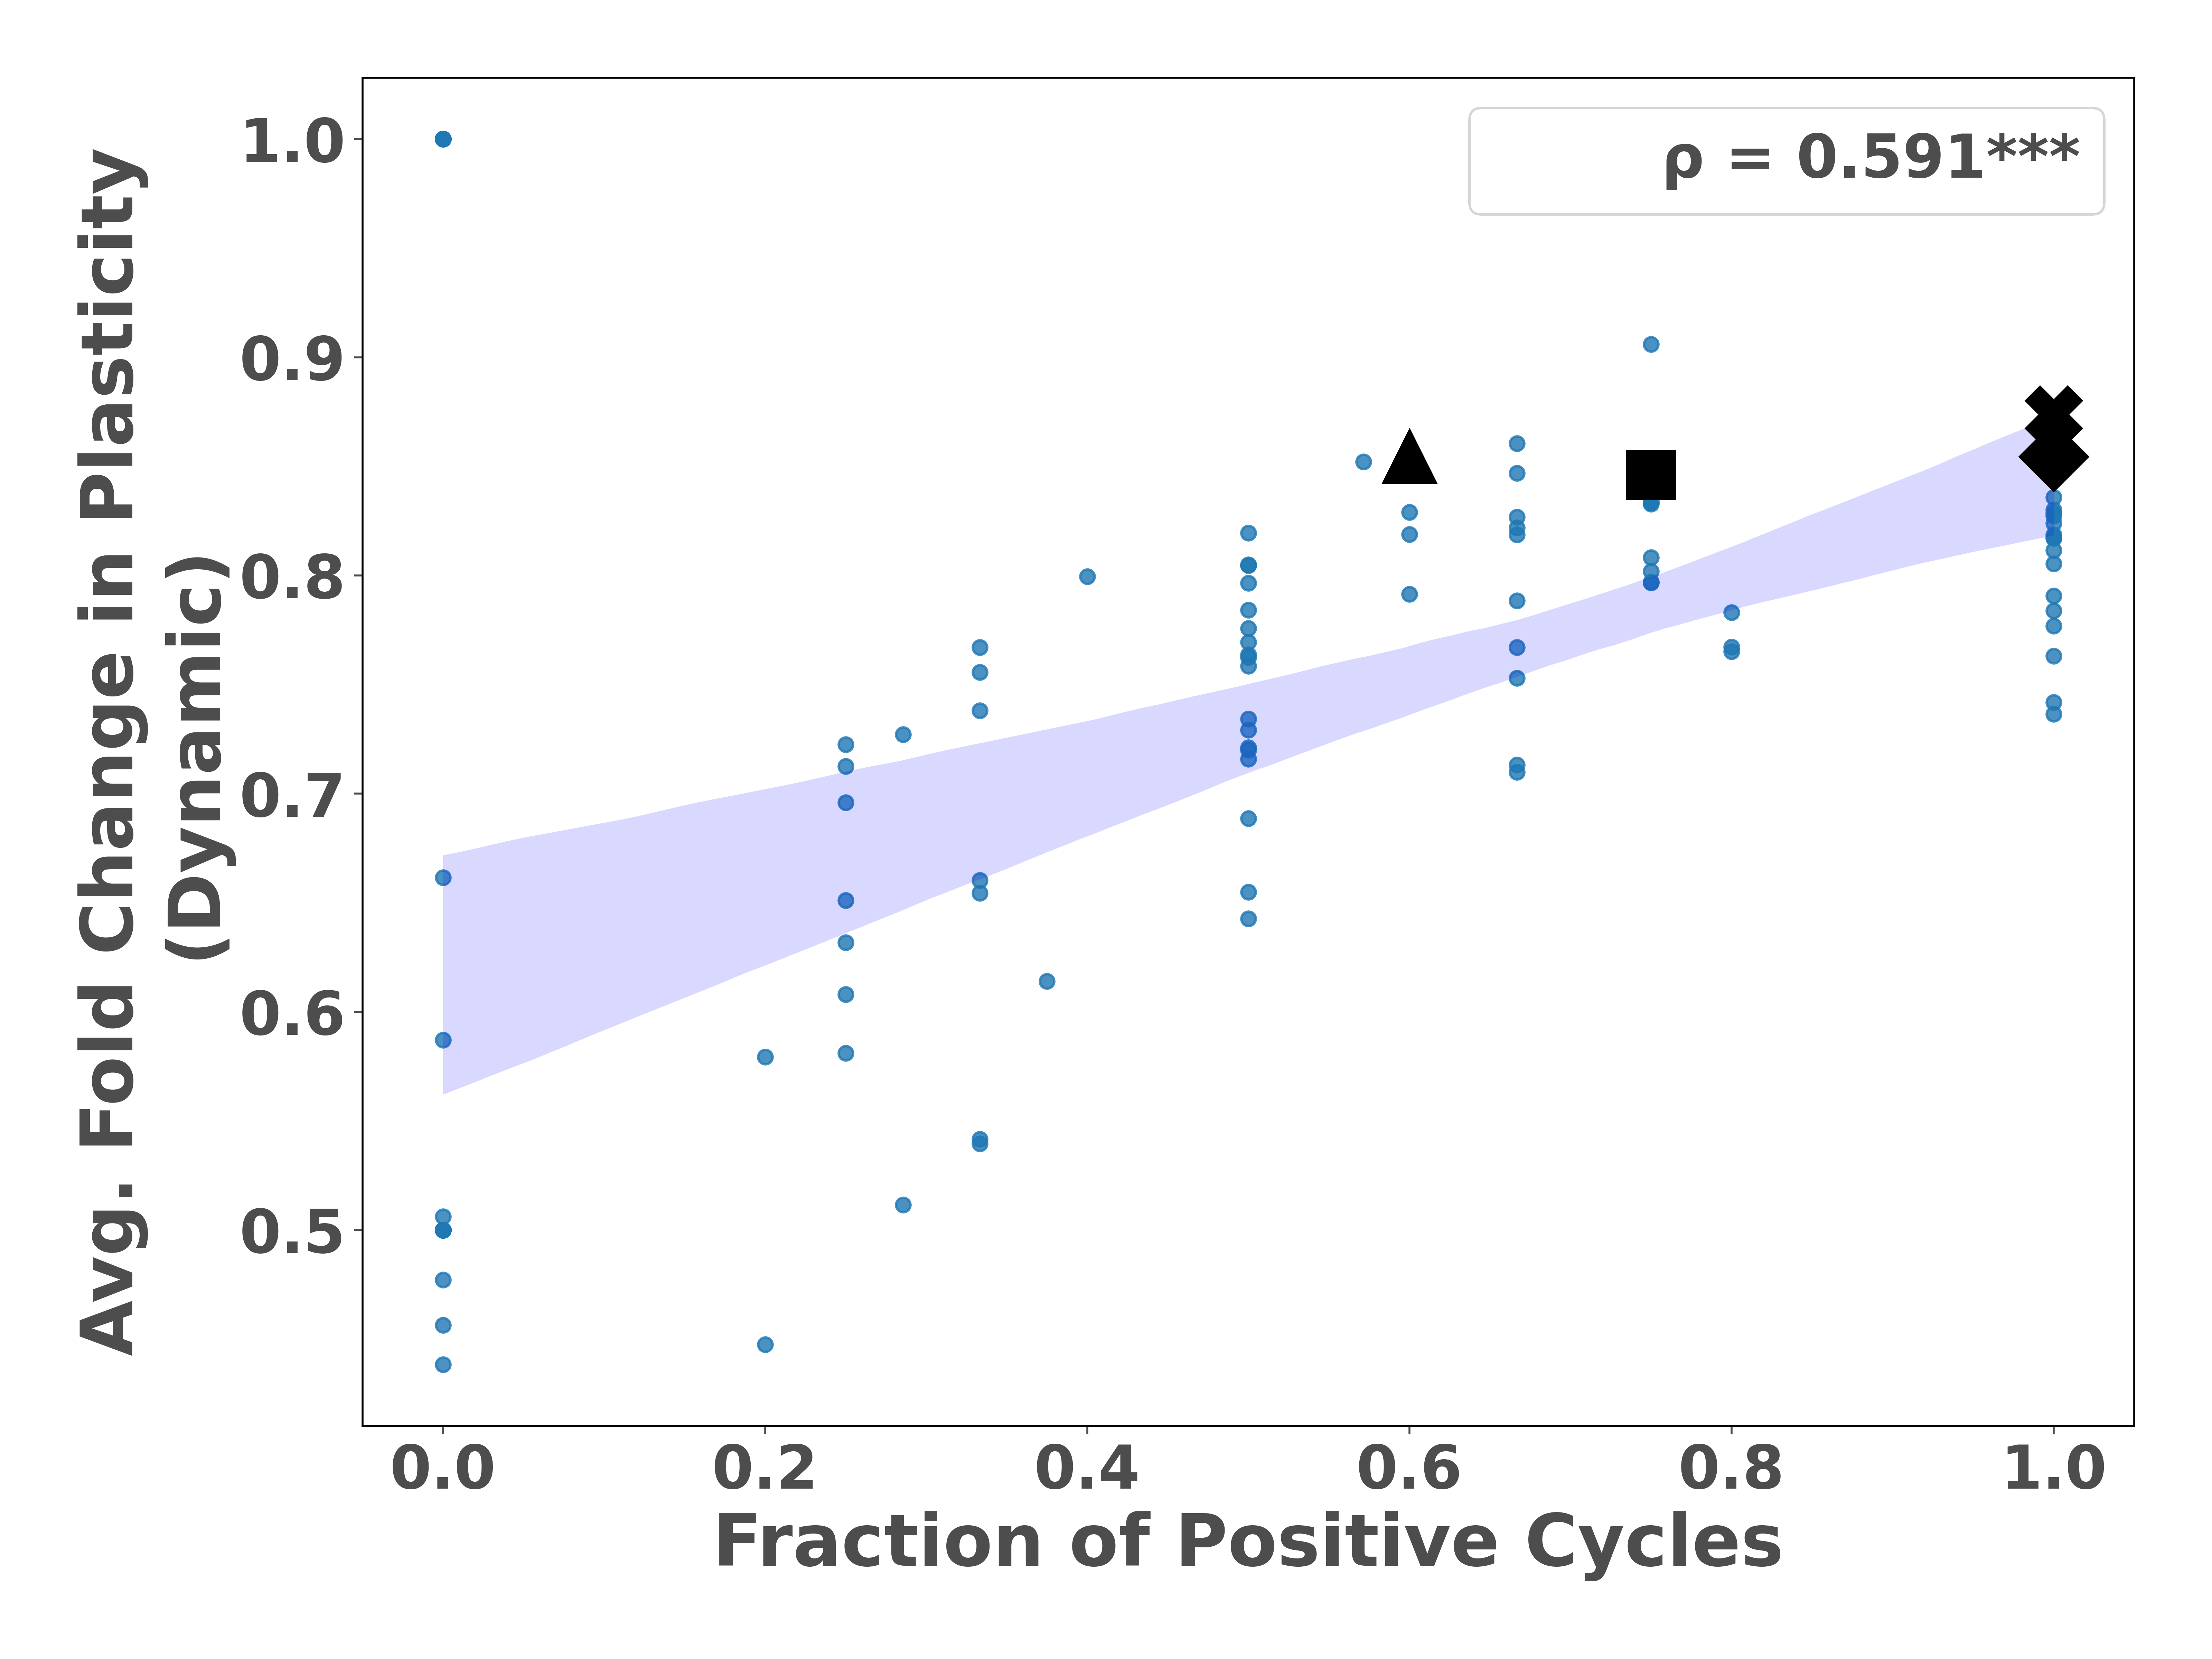 ρ = 0.591***
Avg. Fold Change in Plasticity
(Dynamic)
1.0
0.9
0.8
0.7
0.6
0.5
0.0 0.2 0.4 0.6 0.8 1.0
Fraction of Positive Cycles